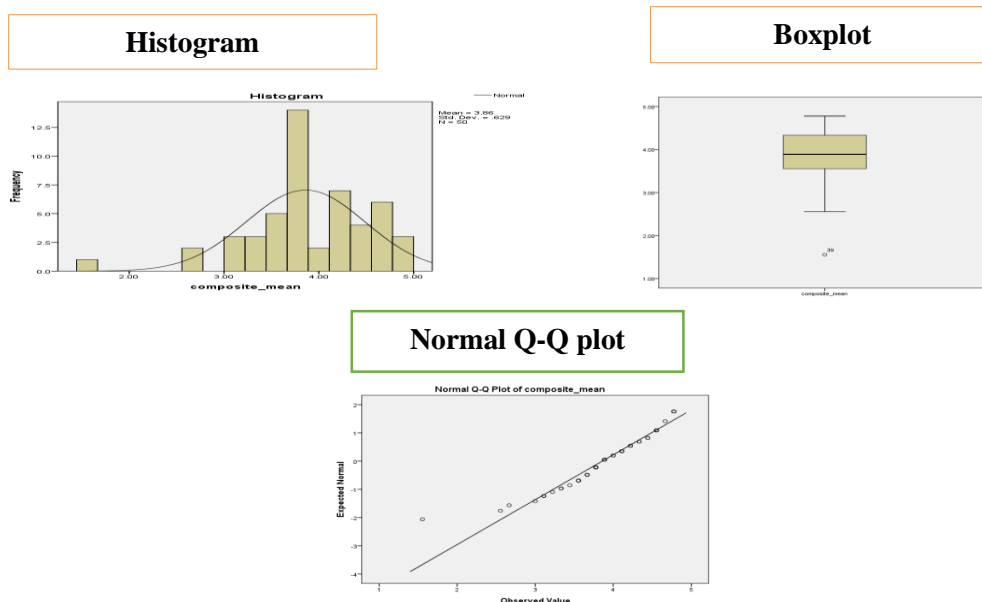 Histogram
Boxplot
Histogram
Normal
Mean = 3.86
Std. Dev. = .629
N = 50
12.5
10.0
7.5
5.0
2.5
0.0
Frequency
2.00
3.00
4.00
5.00
composite_mean
5.00
4.00
3.00
2.00
1.00
39
composite_mean
Normal Q-Q plot
Normal Q-Q Plot of composite_mean
2
1
0
-1
-2
-3
-4
Expected Normal
1
2
3
4
5
Observed Value